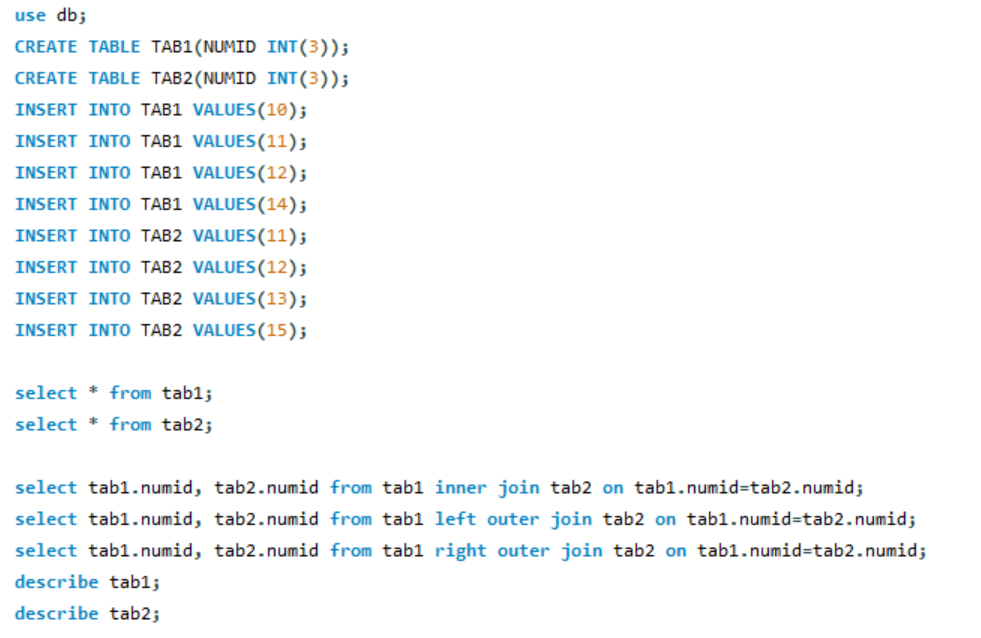 use db;
CREATE TABLE TAB1(NUMID INT(3));
CREATE TABLE TAB2(NUMID INT(3));
INSERT INTO TAB1 VALUES(10);
INSERT INTO TAB1 VALUES(11);
INSERT INTO TAB1 VALUES(12);
INSERT INTO TAB1 VALUES(14);
INSERT INTO TAB2 VALUES(11);
INSERT INTO TAB2 VALUES(12);
INSERT INTO TAB2 VALUES(13);
INSERT INTO TAB2 VALUES(15);
select * from tab1;
select * from tab2;
select tab1.numid, tab2.numid from tab1 inner join tab2 on tab1.numid=tab2.numid;
select tab1.numid, tab2.numid from tab1 left outer join tab2 on tab1.numid=tab2.numid;
select tab1.numid, tab2.numid from tab1 right outer join tab2 on tab1.numid=tab2.numid;
describe tab1;
describe tab2;